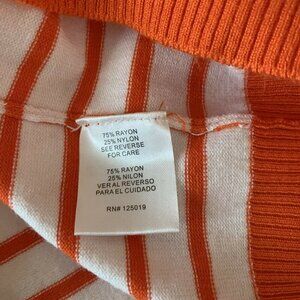 75% RAYON
25% NYLON
SEE REVERSE
FOR CARE
75% RAYON
25% NILON
VER AL REVERSO
PARA EL CUIDADO
RN# 125019